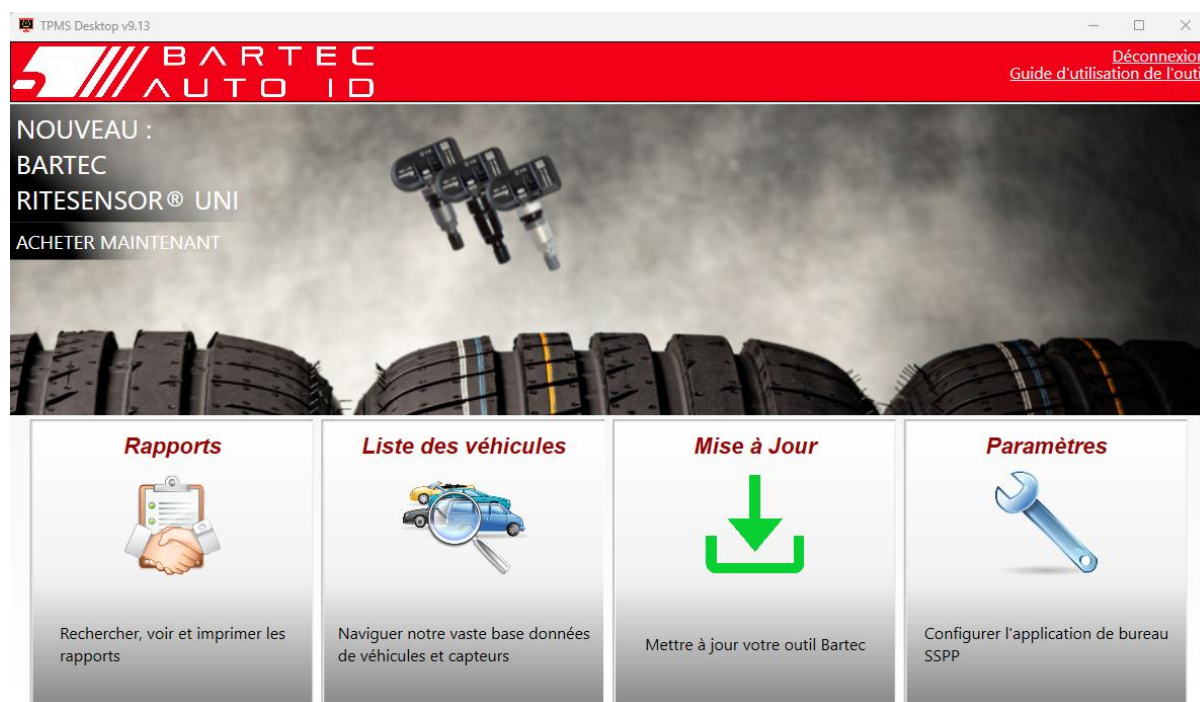 TPMS Desktop v9.13
BARTEC
AUTO ID
Déconnexion
Guide d'utilisation de l'outi
NOUVEAU :
BARTEC
RITESENSOR® UNI
ACHETER MAINTENANT
Rapports
Rechercher, voir et imprimer les
rapports
Liste des véhicules
Naviguer notre vaste base données
de véhicules et capteurs
Mise à Jour
Mettre à jour votre outil Bartec
Paramètres
Configurer l'application de bureau
SSPP